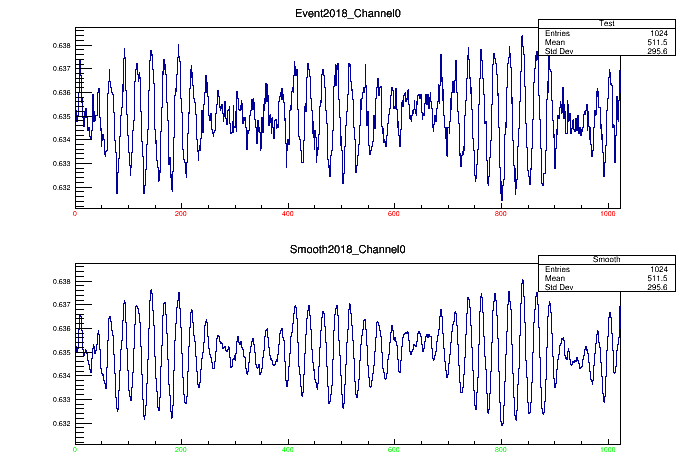 Event2018_Channel0
Test
Entries 1024
Mean 511.5
Std Dev 295.6
0.638
0.637
0.636
0.635
0.634
0.633
0.632
0 200 400 600 800 1000
Smooth2018_Channel0
Smooth
Entries 1024
Mean 511.5
Std Dev 295.6
0.638
0.637
0.636
0.635
0.634
0.633
0.632
0 200 400 600 800 1000